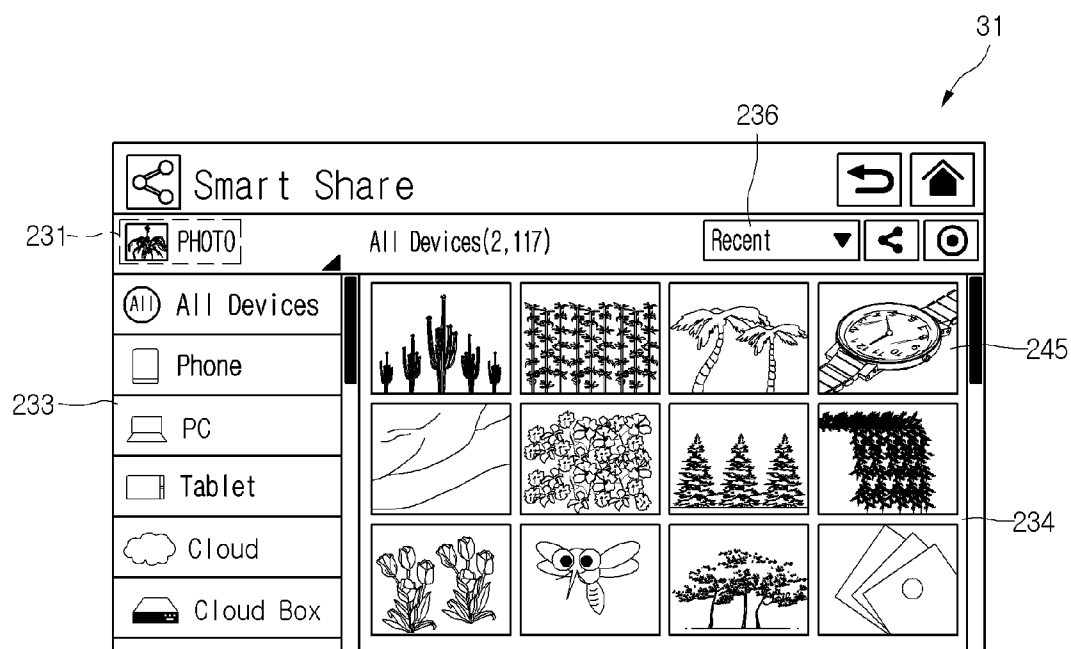 31
236
Smart Share
231
PHOTO
All Devices(2,117)
Recent
All
All Devices
Phone
245
233
PC
Tablet
234
Cloud
Cloud Box